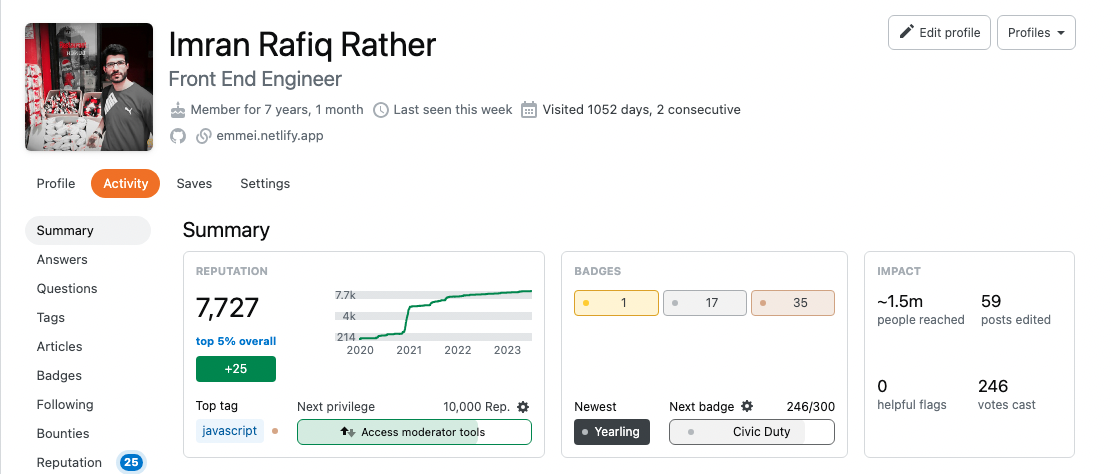 Imran Rafiq Rather
Edit profile
Profiles
Front End Engineer
Member for 7 years, 1 month
Last seen this week
Visited 1052 days, 2 consecutive
emmei.netlify.app
Profile
Activity
Saves
Settings
Summary
Answers
Questions
Tags
Articles
Badges
Following
Bounties
Reputation 25
Summary
REPUTATION
7,727
top 5% overall
+25
7.7k
4k
214
2020 2021 2022 2023
Top tag
javascript
Next privilege 10,000 Rep.
Access moderator tools
BADGES
1 17 35
Newest
Yearling
Next badge 246/300
Civic Duty
IMPACT
~1.5m
people reached
59
posts edited
0
helpful flags
246
votes cast